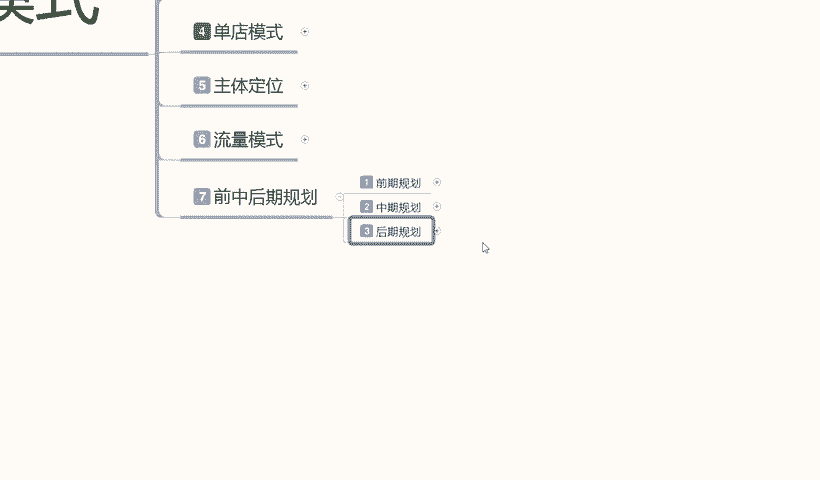 模式
4 单店模式
5 主体定位
6 流量模式
7 前中后期规划
1 前期规划
2 中期规划
3 后期规划